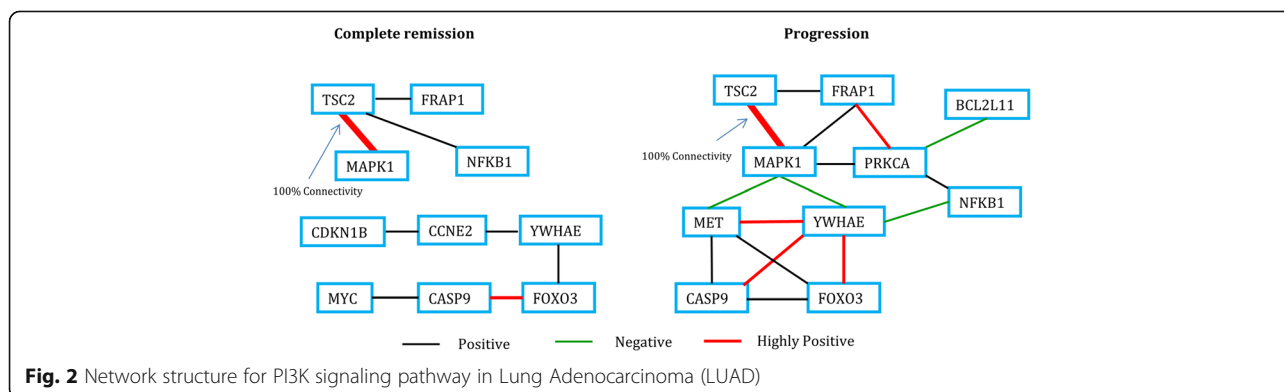 Complete remission
TSC2
FRAP1
MAPK1
NFKB1
100% Connectivity
CDKN1B
CCNE2
YWHAE
MYC
CASP9
FOXO3
Progression
TSC2
FRAP1
BCL2L11
100% Connectivity
MAPK1
PRKCA
NFKB1
MET
YWHAE
CASP9
FOXO3
Positive
Negative
Highly Positive
Fig. 2 Network structure for PI3K signaling pathway in Lung Adenocarcinoma (LUAD)